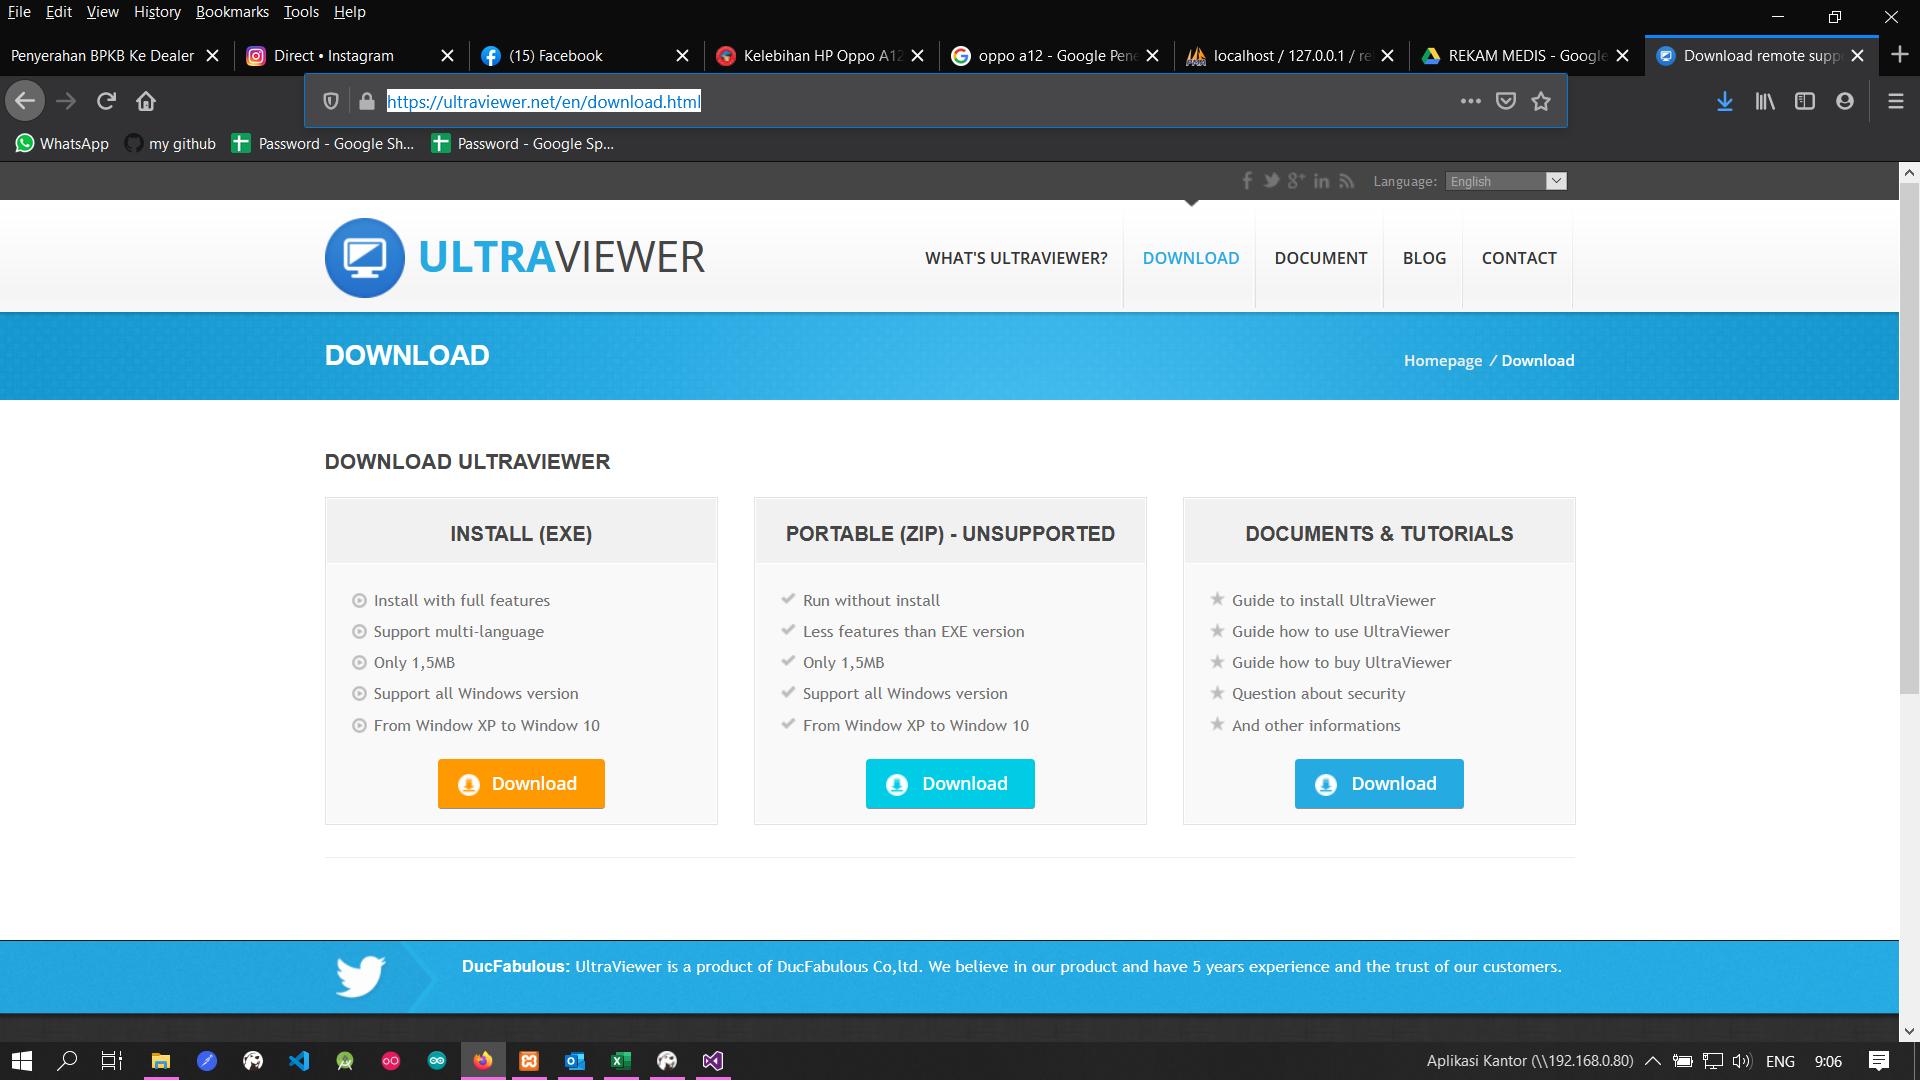 File Edit View History Bookmarks Tools Help
Penyerahan BPKB Ke Dealer
Direct • Instagram
(15) Facebook
Kelebihan HP Oppo A12
oppo a12 - Google Pene
localhost / 127.0.0.1 / re
REKAM MEDIS - Google
Download remote supp
https://ultraviewer.net/en/download.html
WhatsApp
my github
Password - Google Sh...
Password - Google Sp...
Language: English
ULTRAVIEWER
WHAT'S ULTRAVIEWER?
DOWNLOAD
DOCUMENT
BLOG
CONTACT
DOWNLOAD
Homepage / Download
DOWNLOAD ULTRAVIEWER
INSTALL (EXE)
Install with full features
Support multi-language
Only 1,5MB
Support all Windows version
From Window XP to Window 10
Download
PORTABLE (ZIP) - UNSUPPORTED
Run without install
Less features than EXE version
Only 1,5MB
Support all Windows version
From Window XP to Window 10
Download
DOCUMENTS & TUTORIALS
Guide to install UltraViewer
Guide how to use UltraViewer
Guide how to buy UltraViewer
Question about security
And other informations
Download
DucFabulous: UltraViewer is a product of DucFabulous Co,ltd. We believe in our product and have 5 years experience and the trust of our customers.
Aplikasi Kantor (\\192.168.0.80)
ENG
9:06